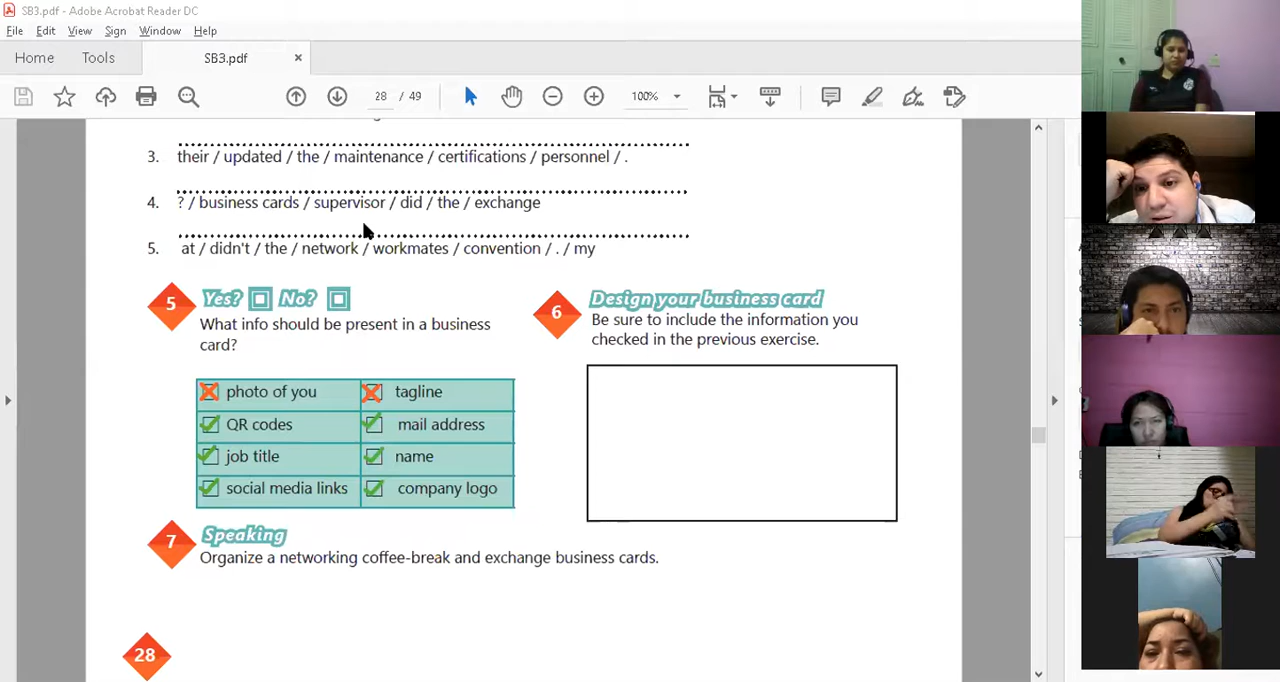 SB3.pdf - Adobe Acrobat Reader DC
File Edit View Sign Window Help
Home Tools SB3.pdf ×
28 / 49 100%
3. their / updated / the / maintenance / certifications / personnel / .
4. ? / business cards / supervisor / did / the / exchange
5. at / didn't / the / network / workmates / convention / . / my
5 Yes? No?
What info should be present in a business
card?
photo of you tagline
QR codes mail address
job title name
social media links company logo
6 Design your business card
Be sure to include the information you
checked in the previous exercise.
7 Speaking
Organize a networking coffee-break and exchange business cards.
28